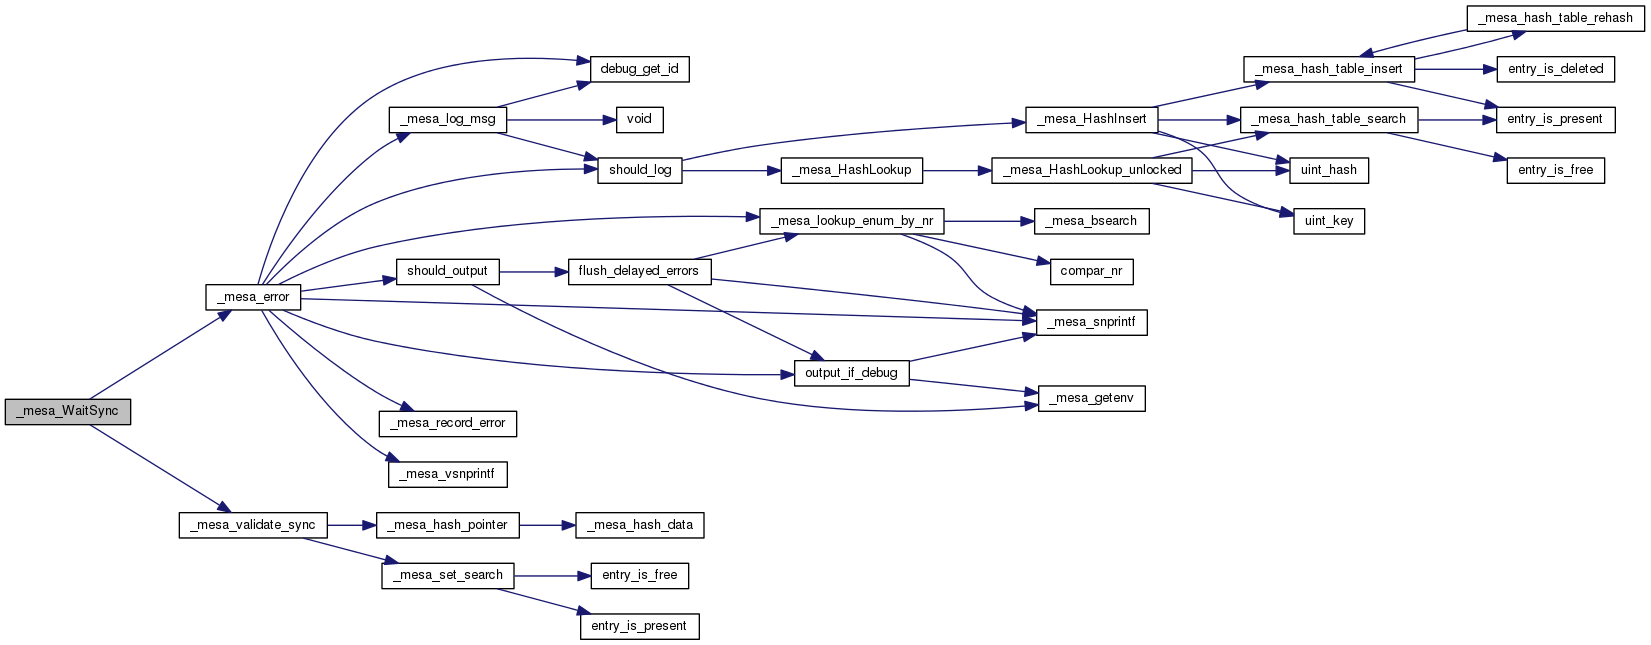 _mesa_hash_table_rehash
debug_get_id
_mesa_hash_table_insert
entry_is_deleted
_mesa_log_msg
void
_mesa_HashInsert
_mesa_hash_table_search
entry_is_present
should_log
_mesa_HashLookup
_mesa_HashLookup_unlocked
uint_hash
entry_is_free
_mesa_lookup_enum_by_nr
_mesa_bsearch
uint_key
should_output
flush_delayed_errors
compar_nr
_mesa_error
_mesa_snprintf
output_if_debug
_mesa_getenv
_mesa_WaitSync
_mesa_record_error
_mesa_vsnprintf
_mesa_validate_sync
_mesa_hash_pointer
_mesa_hash_data
_mesa_set_search
entry_is_free
entry_is_present